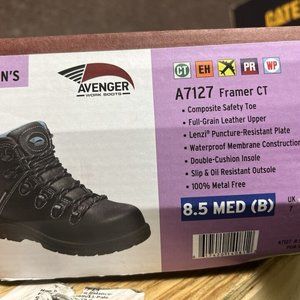 N'S
AVENGER
WORK BOOTS
CT EH PR WP
A7127 Framer CT
• Composite Safety Toe
• Full-Grain Leather Upper
• Lenzi® Puncture-Resistant Plate
• Waterproof Membrane Construction
• Double-Cushion Insole
• Slip & Oil Resistant Outsole
• 100% Metal Free
8.5 MED (B)
UK
7
A7127